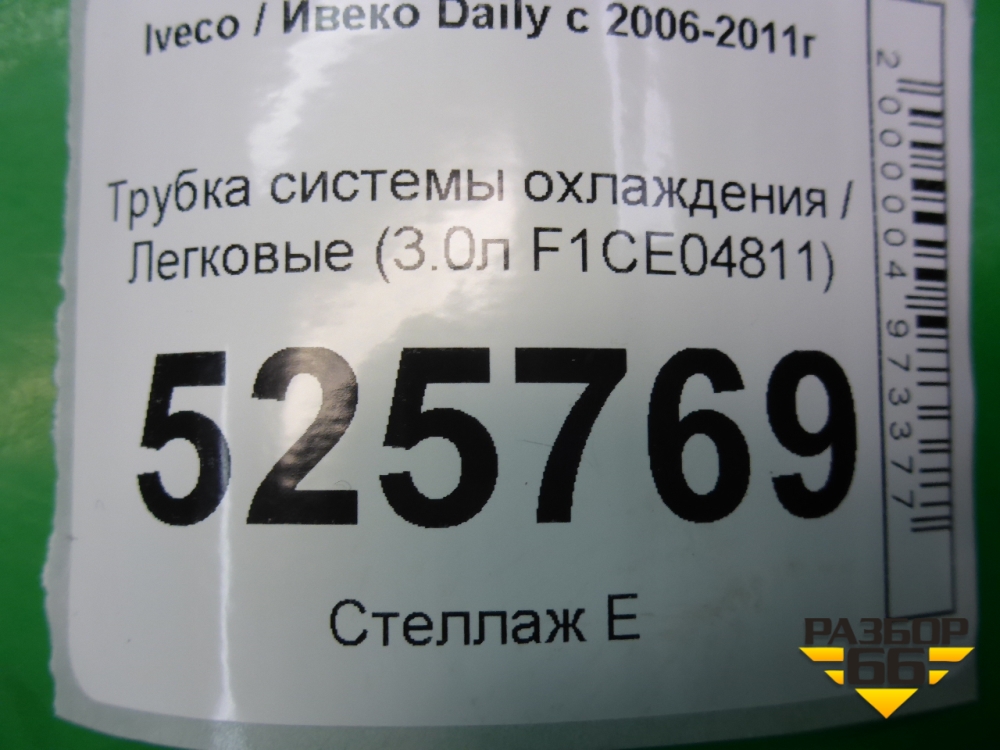 Iveco / Ивеко Daily с 2006-2011г
Трубка системы охлаждения /
Легковые (3.0л F1CE04811)
525769
Стеллаж Е
2000004973377
РАЗБОР
66